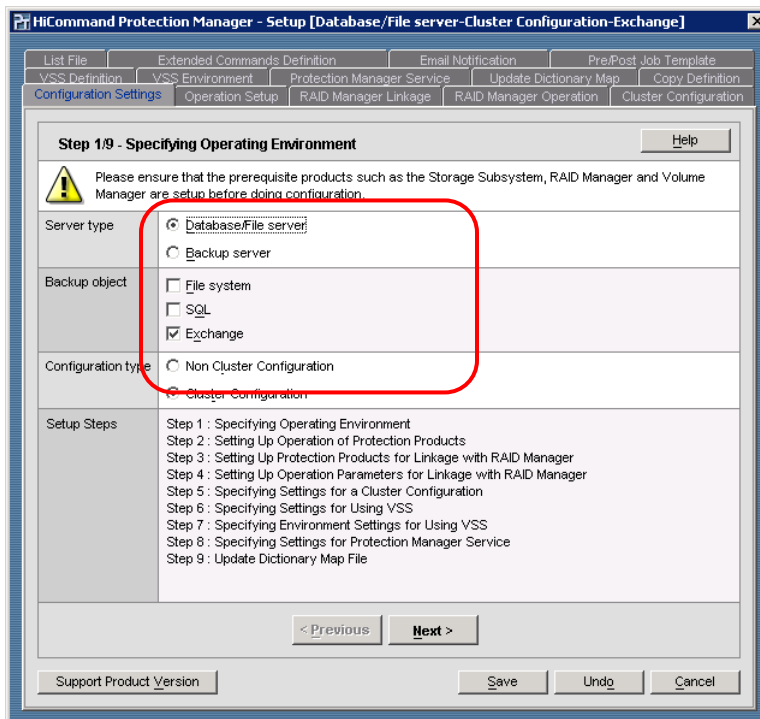 HiCommand Protection Manager - Setup [Database/File server-Cluster Configuration-Exchange]
List File Extended Commands Definition Email Notification Pre/Post Job Template
VSS Definition VSS Environment Protection Manager Service Update Dictionary Map Copy Definition
Configuration Settings Operation Setup RAID Manager Linkage RAID Manager Operation Cluster Configuration
Step 1/9 - Specifying Operating Environment
Help
Please ensure that the prerequisite products such as the Storage Subsystem, RAID Manager and Volume
Manager are setup before doing configuration.
Server type
Database/File server
Backup server
Backup object
File system
SQL
Exchange
Configuration type
Non Cluster Configuration
Cluster Configuration
Setup Steps
Step 1 : Specifying Operating Environment
Step 2 : Setting Up Operation of Protection Products
Step 3 : Setting Up Protection Products for Linkage with RAID Manager
Step 4 : Setting Up Operation Parameters for Linkage with RAID Manager
Step 5 : Specifying Settings for a Cluster Configuration
Step 6 : Specifying Settings for Using VSS
Step 7 : Specifying Environment Settings for Using VSS
Step 8 : Specifying Settings for Protection Manager Service
Step 9 : Update Dictionary Map File
< Previous Next >
Support Product Version Save Undo Cancel